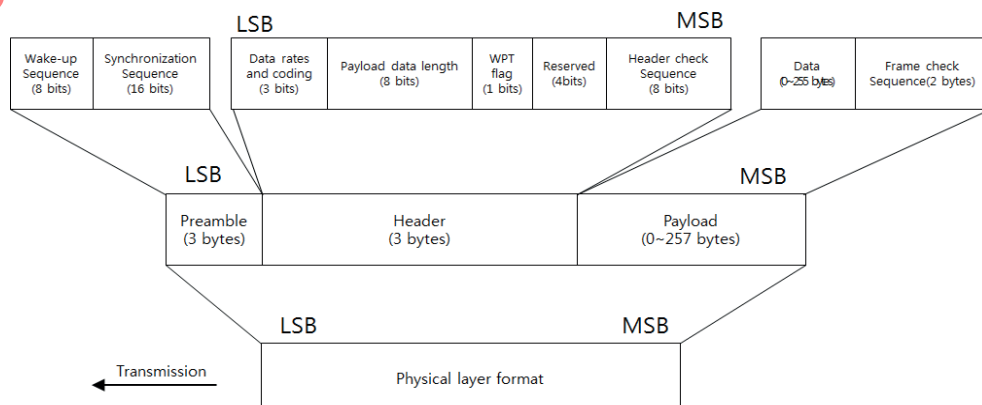 LSB
MSB
Wake-up
Sequence
(8 bits)
Synchronization
Sequence
(16 bits)
Data rates
and coding
(3 bits)
Payload data length
(8 bits)
WPT
flag
(1 bits)
Reserved
(4bits)
Header check
Sequence
(8 bits)
Data
(0~255 bytes)
Frame check
Sequence(2 bytes)
LSB
MSB
Preamble
(3 bytes)
Header
(3 bytes)
Payload
(0~257 bytes)
LSB
MSB
Transmission
Physical layer format